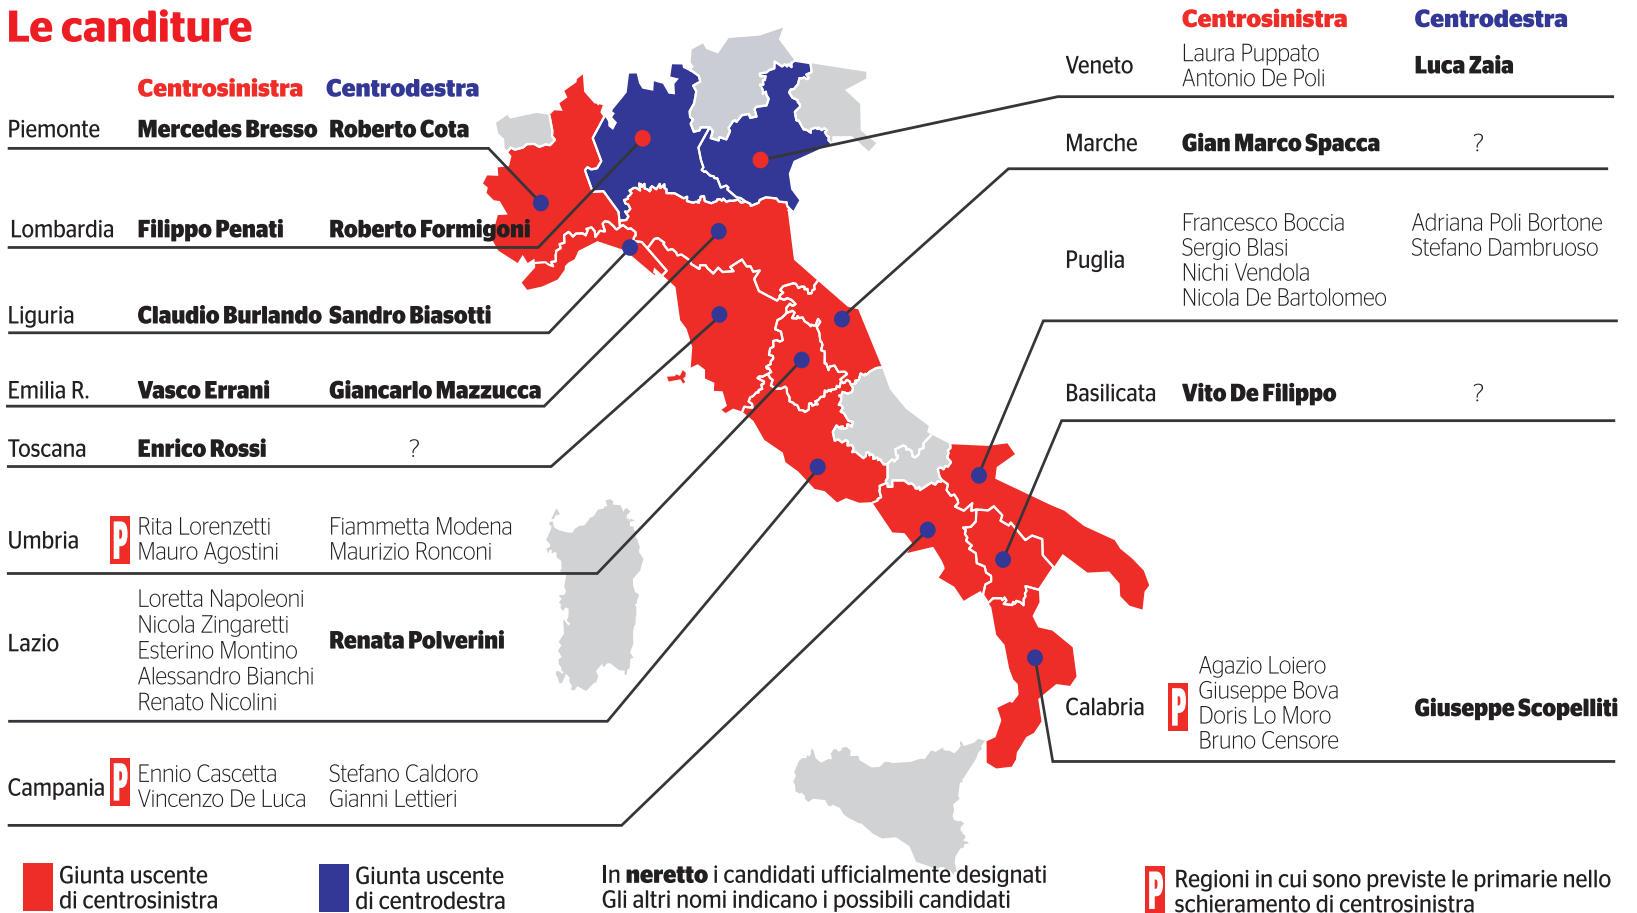 Le canditure
Centrosinistra Centrodestra
Piemonte Mercedes Bresso Roberto Cota
Lombardia Filippo Penati Roberto Formigoni
Liguria Claudio Burlando Sandro Biasotti
Emilia R. Vasco Errani Giancarlo Mazzucca
Toscana Enrico Rossi ?
Umbria P Rita Lorenzetti Fiammetta Modena
Mauro Agostini Maurizio Ronconi
Lazio Loretta Napoleoni
Nicola Zingaretti
Esterino Montino Renata Polverini
Alessandro Bianchi
Renato Nicolini
Campania P Ennio Cascetta Stefano Caldoro
Vincenzo De Luca Gianni Lettieri
Centrosinistra Centrodestra
Veneto Laura Puppato Luca Zaia
Antonio De Poli
Marche Gian Marco Spacca ?
Puglia Francesco Boccia Adriana Poli Bortone
Sergio Blasi Stefano Dambruoso
Nichi Vendola
Nicola De Bartolomeo
Basilicata Vito De Filippo ?
Calabria P Agazio Loiero Giuseppe Scopelliti
Giuseppe Bova
Doris Lo Moro
Bruno Censore
Giunta uscente
di centrosinistra
Giunta uscente
di centrodestra
In neretto i candidati ufficialmente designati
Gli altri nomi indicano i possibili candidati
P Regioni in cui sono previste le primarie nello
schieramento di centrosinistra